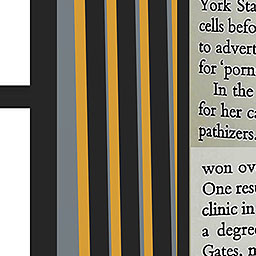 York Sta
cells befo
to advert
for 'porn
In the
for her ca
pathizers.
won ov
One resu
clinic in
a degree
Gates, m